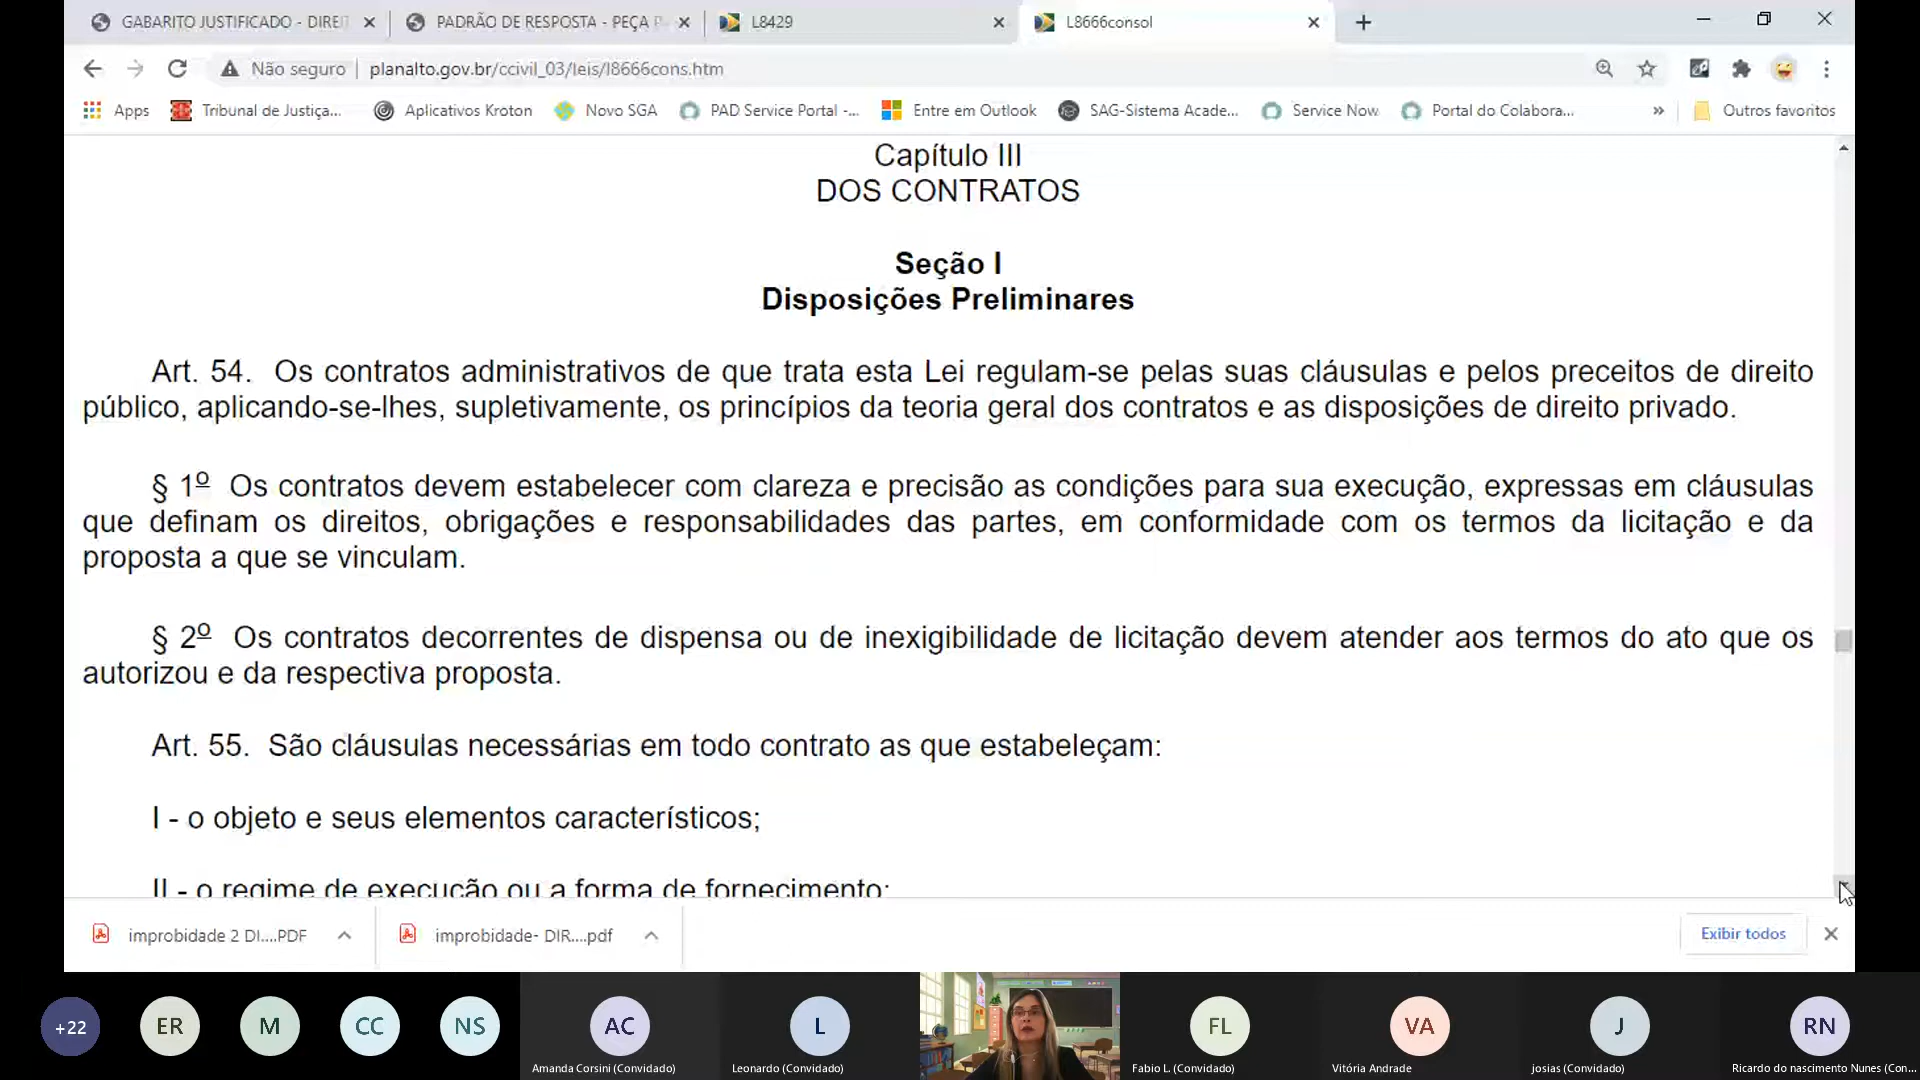 GABARITO JUSTIFICADO - DIREI
PADRÃO DE RESPOSTA - PEÇA P
L8429
L8666consol
Não seguro
planalto.gov.br/ccivil_03/leis/l8666cons.htm
Apps
Tribunal de Justiça...
Aplicativos Kroton
Novo SGA
PAD Service Portal -...
Entre em Outlook
SAG-Sistema Acade...
Service Now
Portal do Colabora...
»
Outros favoritos
Capítulo III
DOS CONTRATOS
Seção I
Disposições Preliminares
Art. 54.  Os contratos administrativos de que trata esta Lei regulam-se pelas suas cláusulas e pelos preceitos de direito
público, aplicando-se-lhes, supletivamente, os princípios da teoria geral dos contratos e as disposições de direito privado.
§ 1º  Os contratos devem estabelecer com clareza e precisão as condições para sua execução, expressas em cláusulas
que definam os direitos, obrigações e responsabilidades das partes, em conformidade com os termos da licitação e da
proposta a que se vinculam.
§ 2º  Os contratos decorrentes de dispensa ou de inexigibilidade de licitação devem atender aos termos do ato que os
autorizou e da respectiva proposta.
Art. 55.  São cláusulas necessárias em todo contrato as que estabeleçam:
I - o objeto e seus elementos característicos;
II - o regime de execução ou a forma de fornecimento;
improbidade 2 DI....PDF
improbidade- DIR....pdf
Exibir todos
+22
ER
M
CC
NS
AC
L
FL
VA
J
RN
Amanda Corsini (Convidado)
Leonardo (Convidado)
Fabio L. (Convidado)
Vitória Andrade
josias (Convidado)
Ricardo do nascimento Nunes (Con...